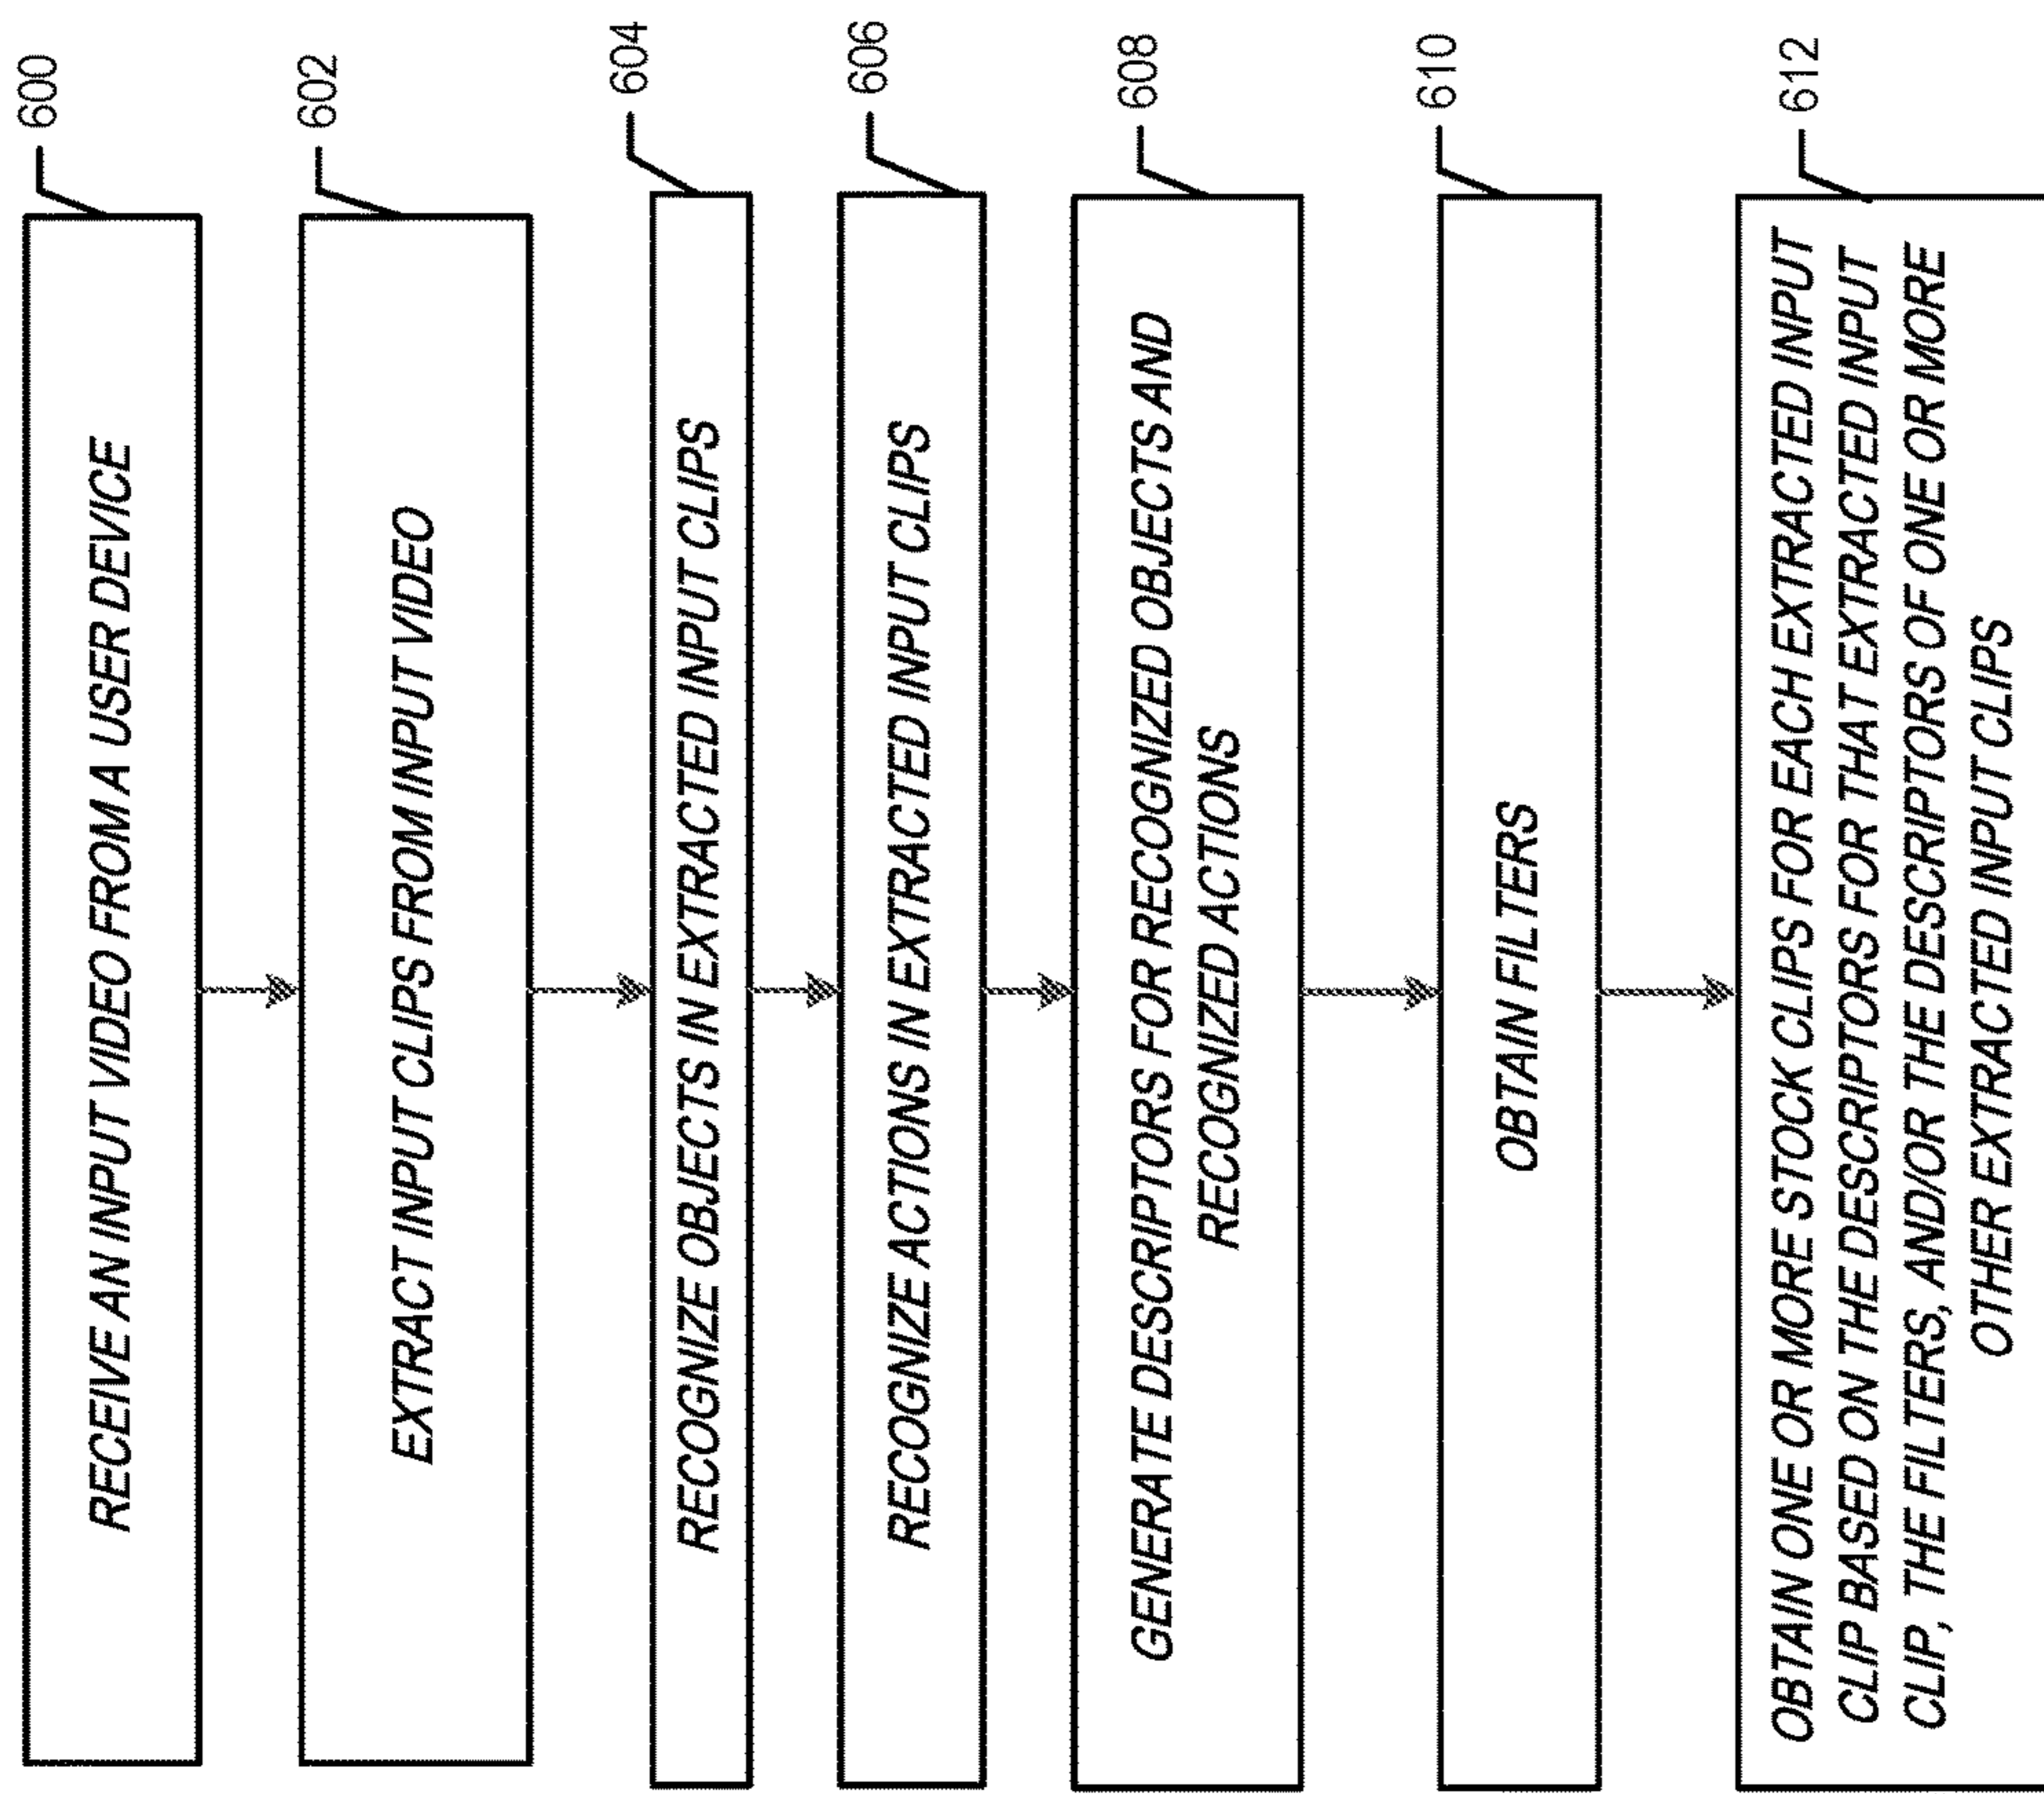 600
RECEIVE AN INPUT VIDEO FROM A USER DEVICE
602
EXTRACT INPUT CLIPS FROM INPUT VIDEO
604
RECOGNIZE OBJECTS IN EXTRACTED INPUT CLIPS
606
RECOGNIZE ACTIONS IN EXTRACTED INPUT CLIPS
608
GENERATE DESCRIPTORS FOR RECOGNIZED OBJECTS AND
RECOGNIZED ACTIONS
610
OBTAIN FILTERS
612
OBTAIN ONE OR MORE STOCK CLIPS FOR EACH EXTRACTED INPUT
CLIP BASED ON THE DESCRIPTORS FOR THAT EXTRACTED INPUT
CLIP, THE FILTERS, AND/OR THE DESCRIPTORS OF ONE OR MORE
OTHER EXTRACTED INPUT CLIPS